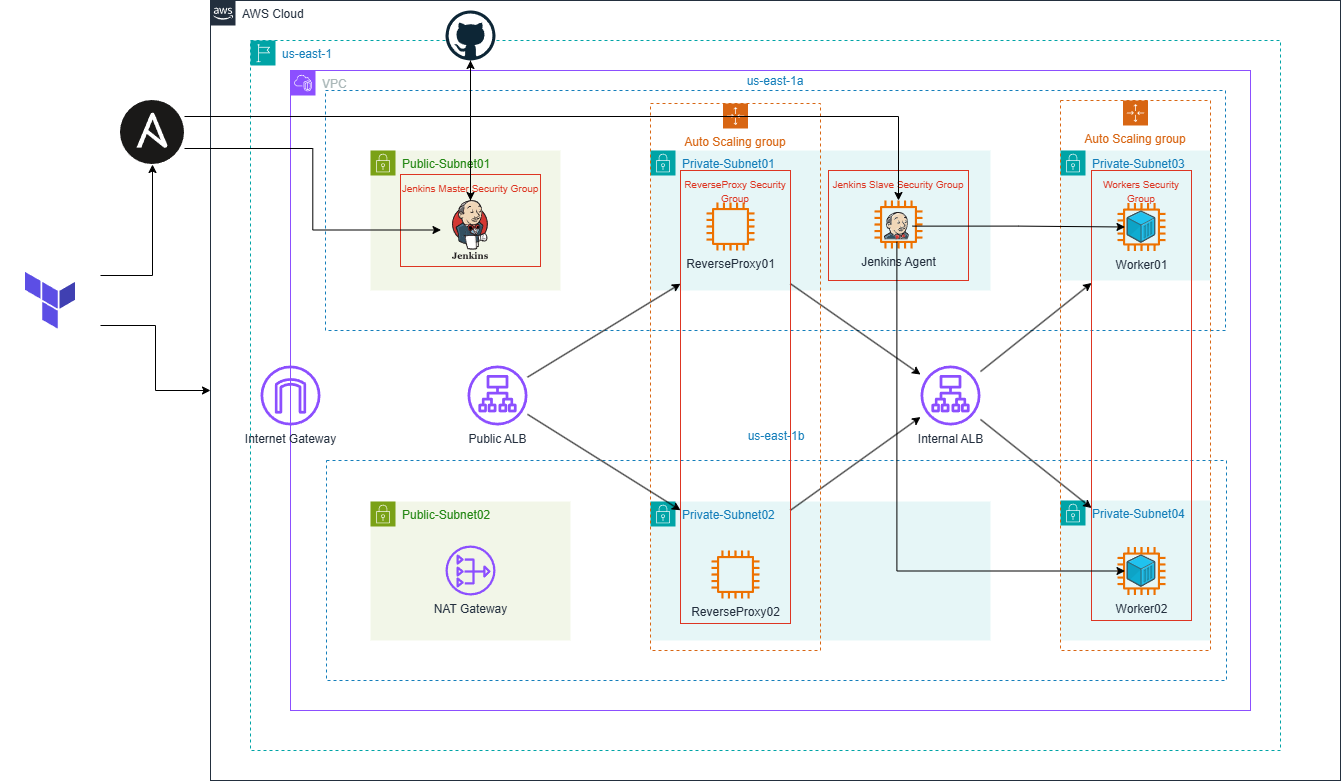 aws
AWS Cloud
us-east-1
VPC
us-east-1a
Auto Scaling group
Auto Scaling group
Public-Subnet01
Private-Subnet01
Private-Subnet03
Jenkins Master Security Group
ReverseProxy Security
Group
Jenkins Slave Security Group
Workers Security
Group
Jenkins
ReverseProxy01
Jenkins Agent
Worker01
Internet Gateway
Public ALB
us-east-1b
Internal ALB
Public-Subnet02
Private-Subnet02
Private-Subnet04
NAT Gateway
ReverseProxy02
Worker02